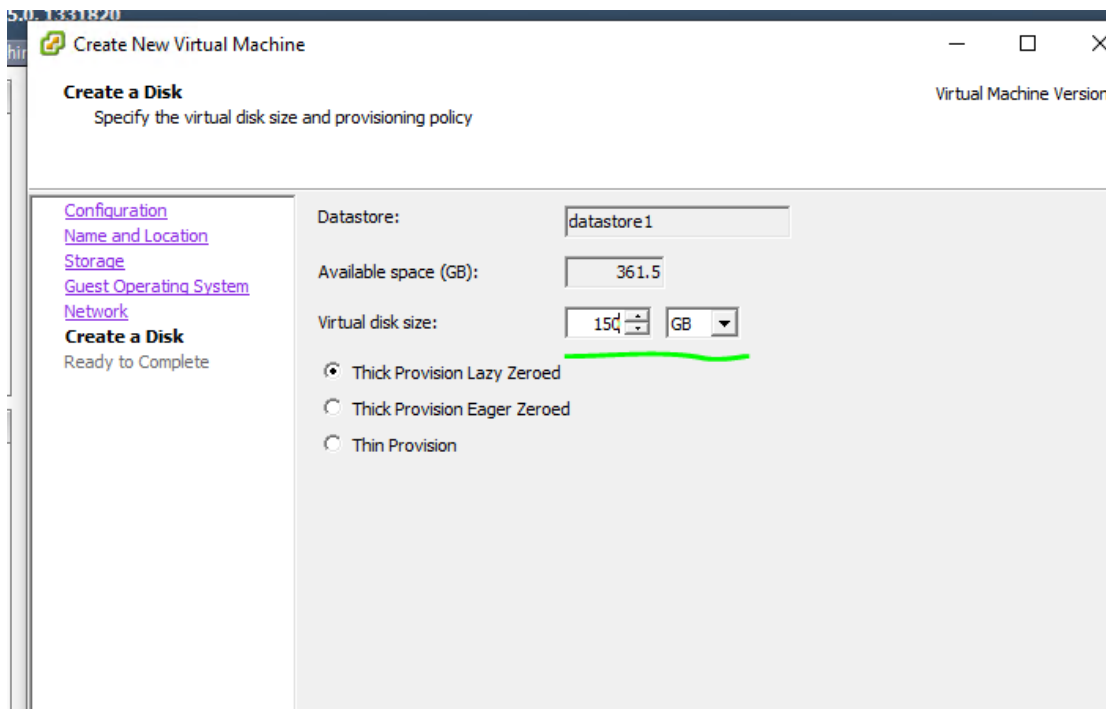 5.0, 1331820
hir
Create New Virtual Machine
Create a Disk
Virtual Machine Version
Specify the virtual disk size and provisioning policy
Configuration
Name and Location
Storage
Guest Operating System
Network
Create a Disk
Ready to Complete
Datastore: datastore1
Available space (GB): 361.5
Virtual disk size: 150 GB
Thick Provision Lazy Zeroed
Thick Provision Eager Zeroed
Thin Provision